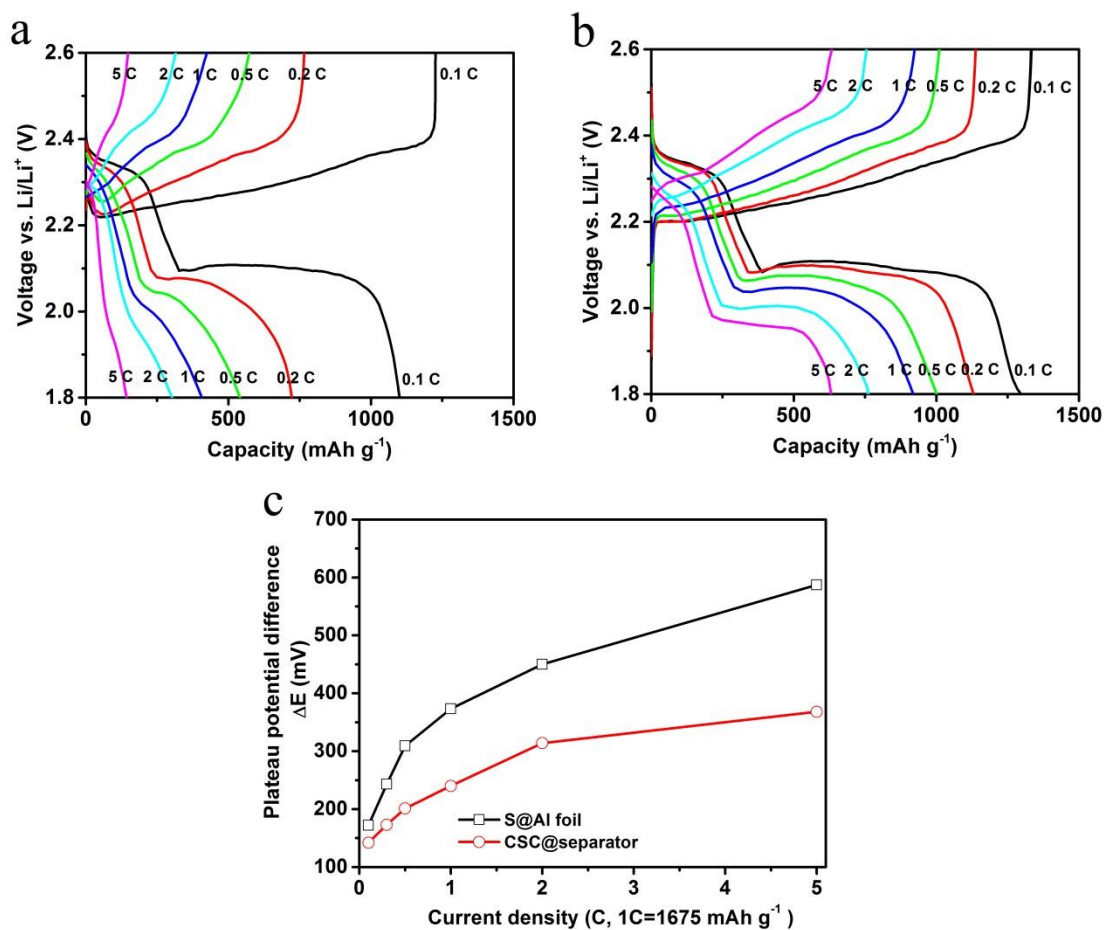 a
b
2.6
2.4
2.2
2.0
1.8
Voltage vs. Li/Li⁺ (V)
5 C 2 C 1 C 0.5 C 0.2 C 0.1 C
5 C 2 C 1 C 0.5 C 0.2 C 0.1 C
0 500 1000 1500
Capacity (mAh g⁻¹)
2.6
2.4
2.2
2.0
1.8
Voltage vs. Li/Li⁺ (V)
5 C 2 C 1 C 0.5 C 0.2 C 0.1 C
5 C 2 C 1 C 0.5 C 0.2 C 0.1 C
0 500 1000 1500
Capacity (mAh g⁻¹)
c
700
600
500
400
300
200
100
Plateau potential difference
ΔE (mV)
S@Al foil
CSC@separator
0 1 2 3 4 5
Current density (C, 1C=1675 mAh g⁻¹ )